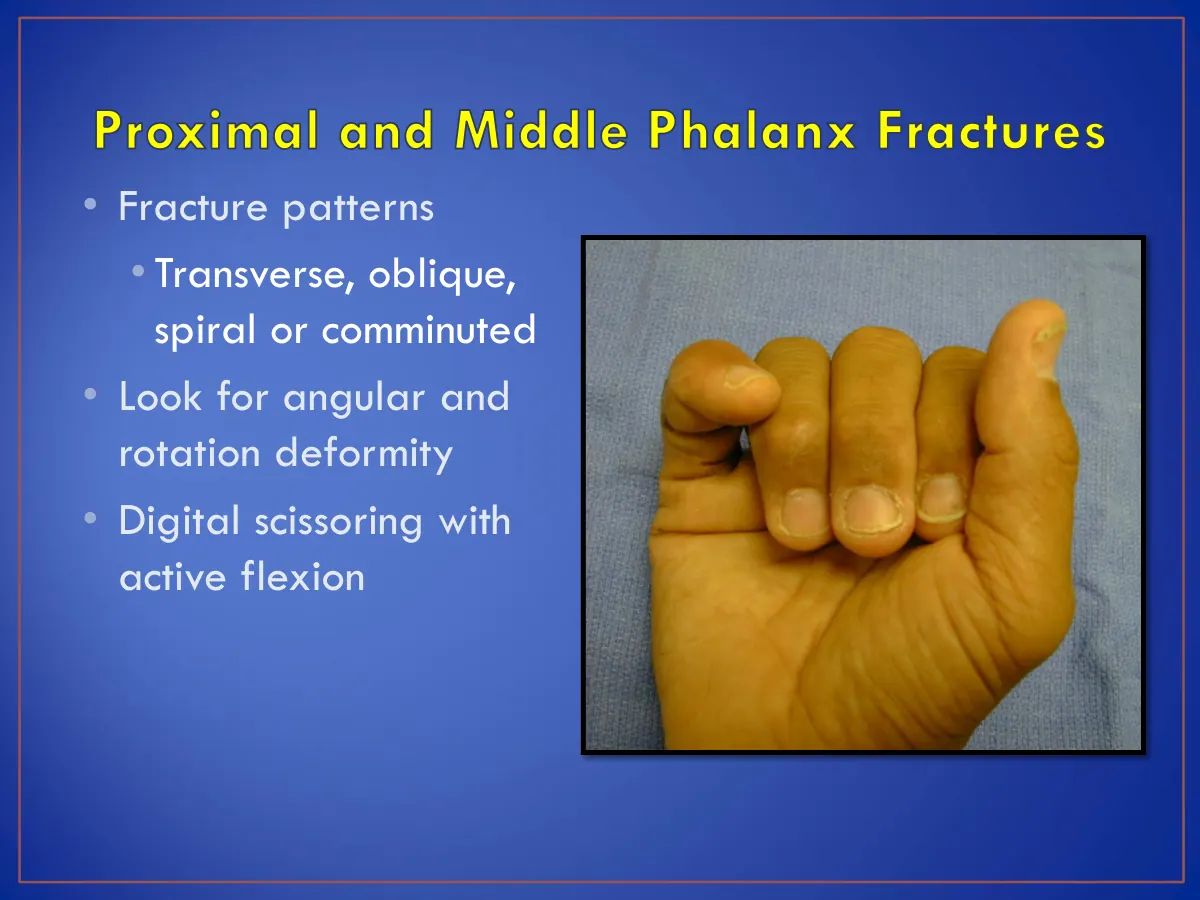 Proximal and Middle Phalanx Fractures
• Fracture patterns
• Transverse, oblique,
spiral or comminuted
• Look for angular and
rotation deformity
• Digital scissoring with
active flexion